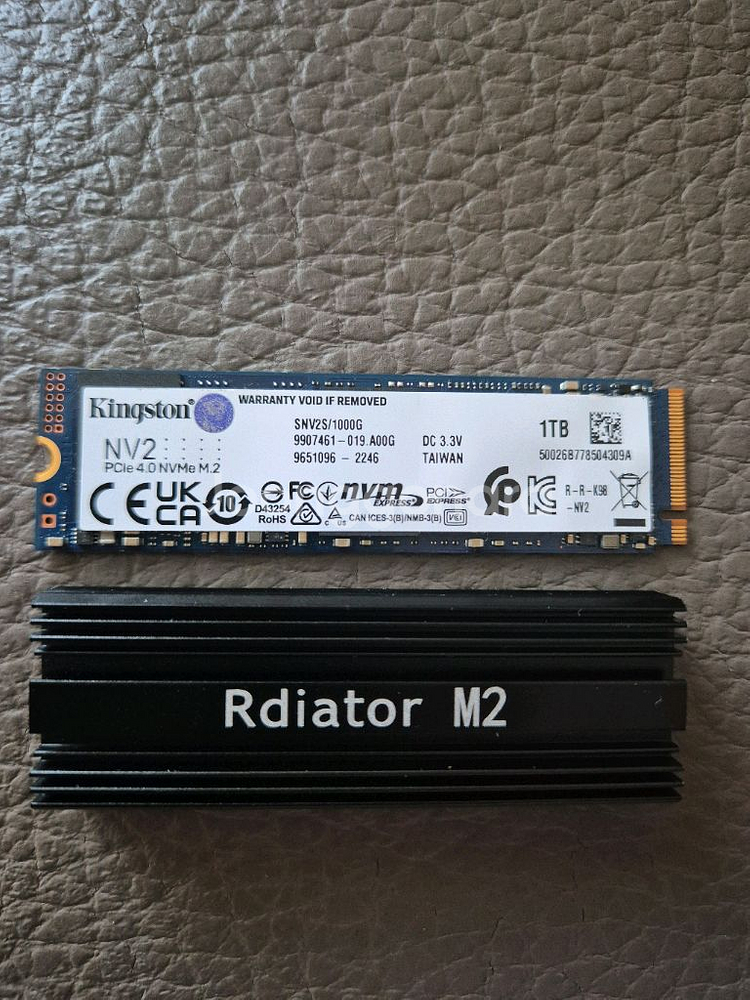 Kingston
WARRANTY VOID IF REMOVED
SNV2S/1000G
9907461-019.A00G DC 3.3V
9651096 - 2246 TAIWAN
1TB
50026B778504309A
NV2
PCIe 4.0 NVMe M.2
CE UK CA 10 FC nvm EXPRESS PCI EXPRESS
D43254
RoHS
c us
CAN ICES-3(B)/NMB-3(B)
VCI
R-R-K98
-NV2
Rdiator M2